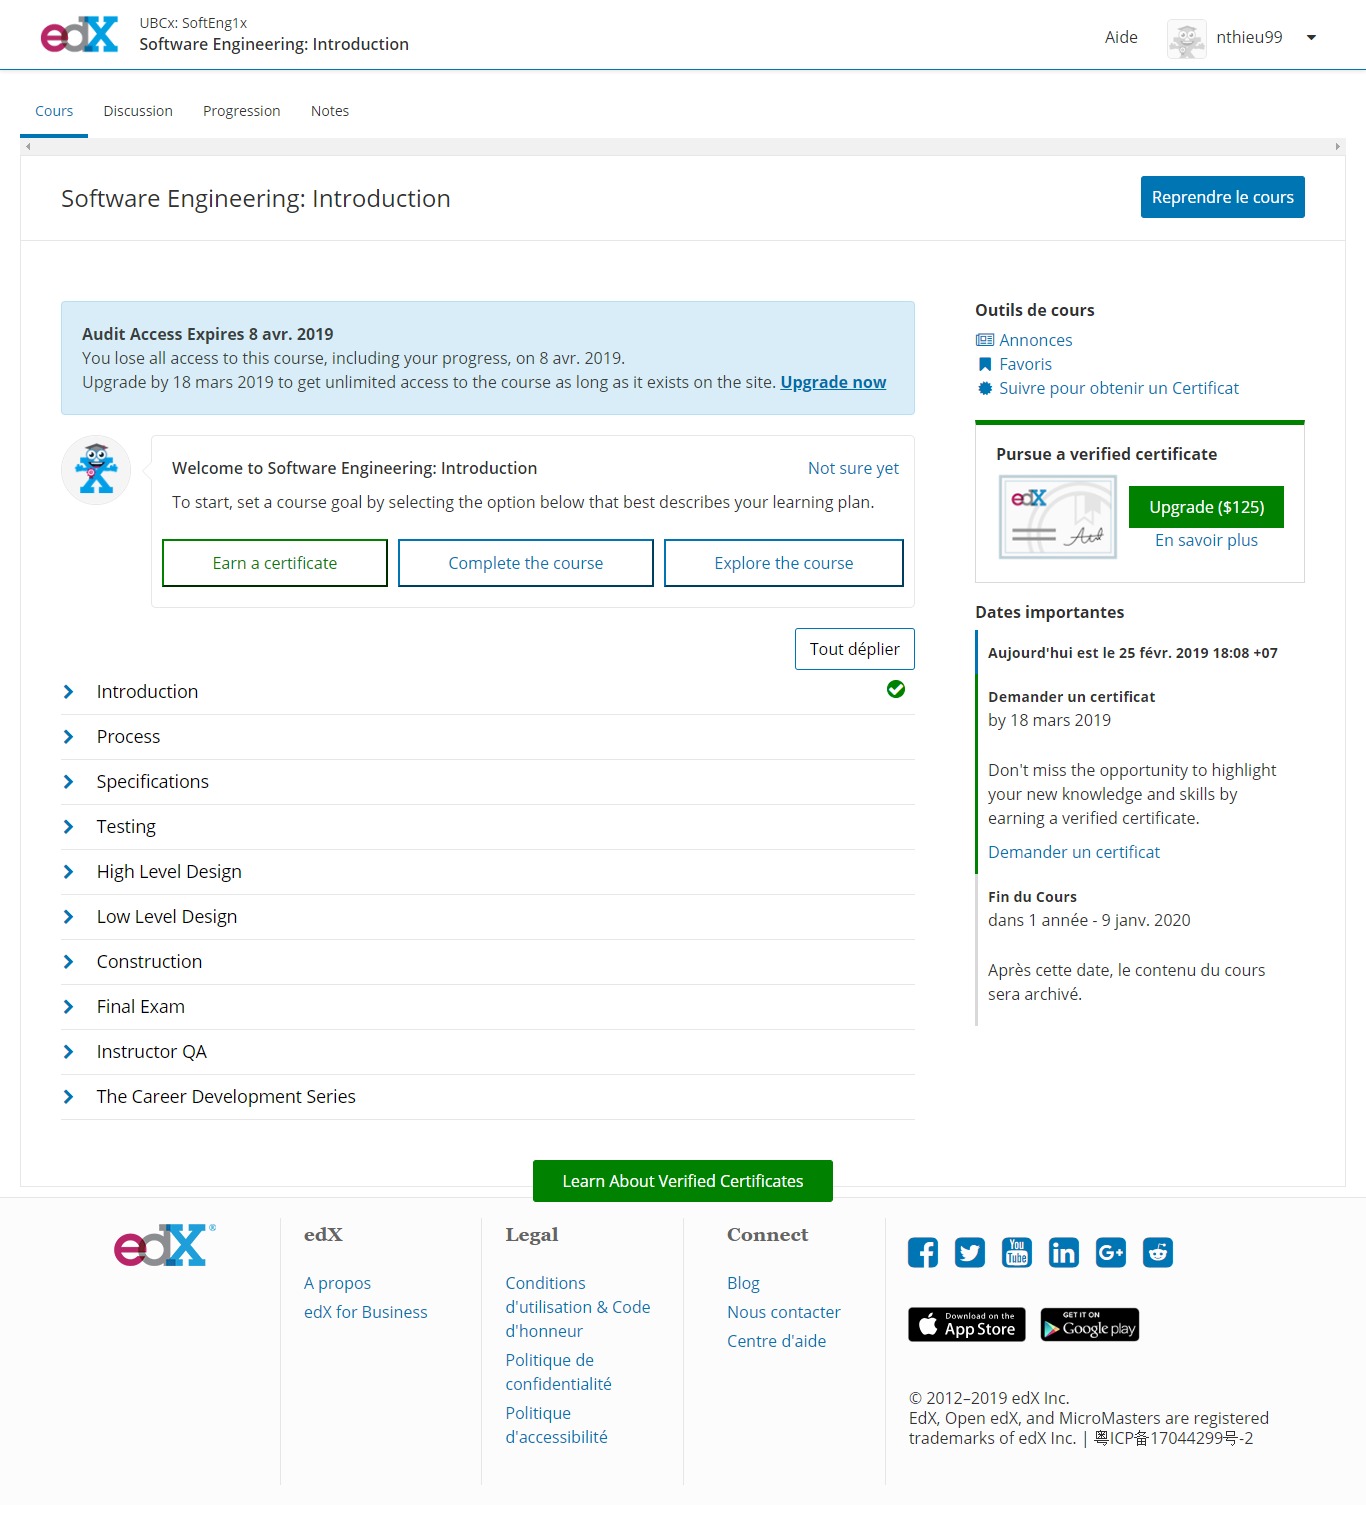 edX
UBCx: SoftEng1x
Software Engineering: Introduction
Aide
nthieu99
Cours
Discussion
Progression
Notes
Software Engineering: Introduction
Reprendre le cours
Audit Access Expires 8 avr. 2019
You lose all access to this course, including your progress, on 8 avr. 2019.
Upgrade by 18 mars 2019 to get unlimited access to the course as long as it exists on the site. Upgrade now
Welcome to Software Engineering: Introduction
Not sure yet
To start, set a course goal by selecting the option below that best describes your learning plan.
Earn a certificate
Complete the course
Explore the course
Tout déplier
Introduction
Process
Specifications
Testing
High Level Design
Low Level Design
Construction
Final Exam
Instructor QA
The Career Development Series
Outils de cours
Annonces
Favoris
Suivre pour obtenir un Certificat
Pursue a verified certificate
edX
Upgrade ($125)
En savoir plus
Dates importantes
Aujourd'hui est le 25 févr. 2019 18:08 +07
Demander un certificat
by 18 mars 2019
Don't miss the opportunity to highlight
your new knowledge and skills by
earning a verified certificate.
Demander un certificat
Fin du Cours
dans 1 année - 9 janv. 2020
Après cette date, le contenu du cours
sera archivé.
Learn About Verified Certificates
edX®
edX
A propos
edX for Business
Legal
Conditions
d'utilisation & Code
d'honneur
Politique de
confidentialité
Politique
d'accessibilité
Connect
Blog
Nous contacter
Centre d'aide
You
Tube
in
G+
Download on the
App Store
GET IT ON
Google play
© 2012–2019 edX Inc.
EdX, Open edX, and MicroMasters are registered
trademarks of edX Inc. | 粤ICP备17044299号-2